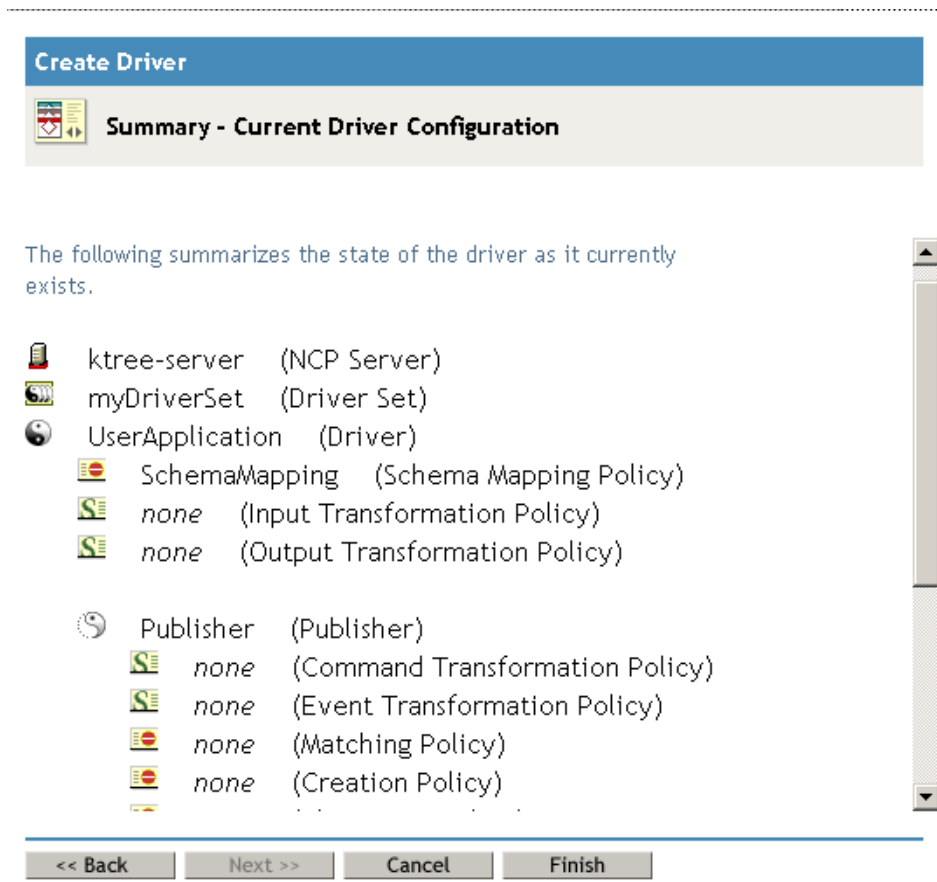 Create Driver
Summary - Current Driver Configuration
The following summarizes the state of the driver as it currently
exists.
ktree-server (NCP Server)
myDriverSet (Driver Set)
UserApplication (Driver)
SchemaMapping (Schema Mapping Policy)
none (Input Transformation Policy)
none (Output Transformation Policy)
Publisher (Publisher)
none (Command Transformation Policy)
none (Event Transformation Policy)
none (Matching Policy)
none (Creation Policy)
<< Back Next >> Cancel Finish